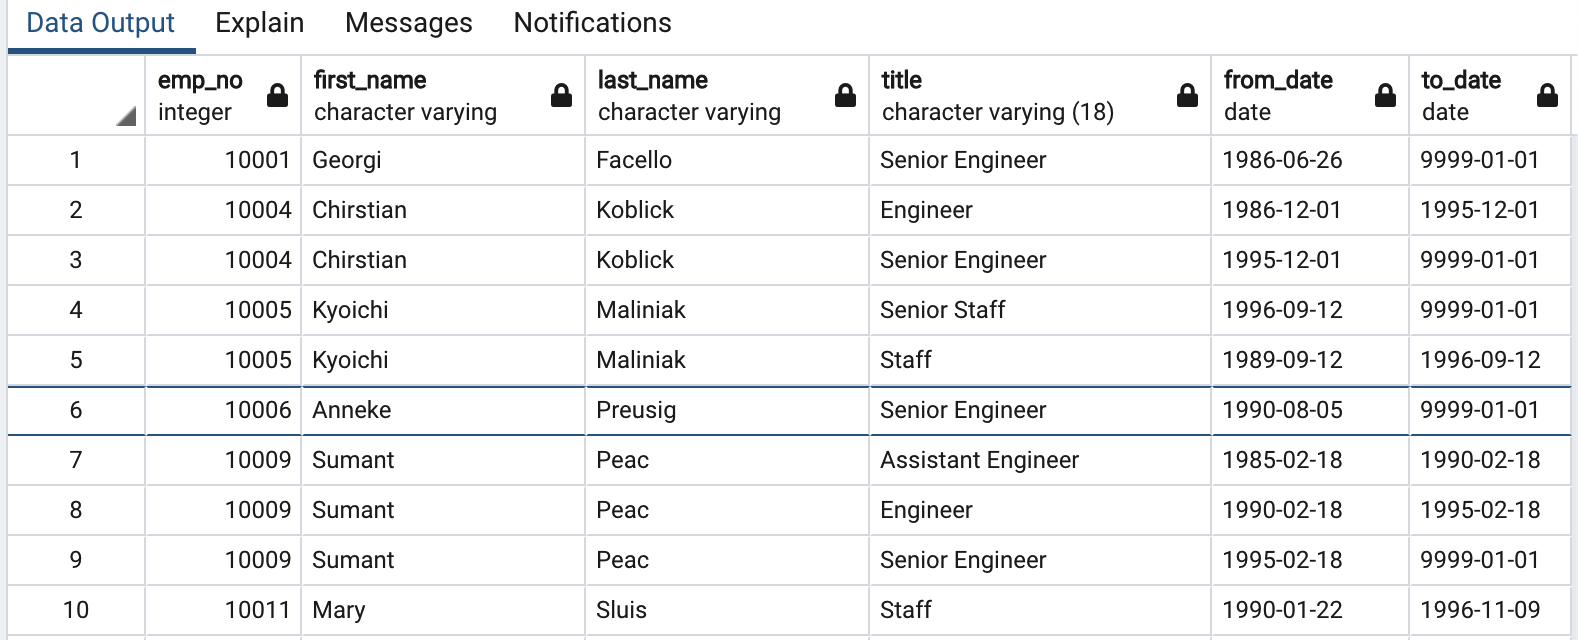 Data Output Explain Messages Notifications
emp_no first_name last_name title from_date to_date
integer character varying character varying character varying (18) date date
1 10001 Georgi Facello Senior Engineer 1986-06-26 9999-01-01
2 10004 Chirstian Koblick Engineer 1986-12-01 1995-12-01
3 10004 Chirstian Koblick Senior Engineer 1995-12-01 9999-01-01
4 10005 Kyoichi Maliniak Senior Staff 1996-09-12 9999-01-01
5 10005 Kyoichi Maliniak Staff 1989-09-12 1996-09-12
6 10006 Anneke Preusig Senior Engineer 1990-08-05 9999-01-01
7 10009 Sumant Peac Assistant Engineer 1985-02-18 1990-02-18
8 10009 Sumant Peac Engineer 1990-02-18 1995-02-18
9 10009 Sumant Peac Senior Engineer 1995-02-18 9999-01-01
10 10011 Mary Sluis Staff 1990-01-22 1996-11-09